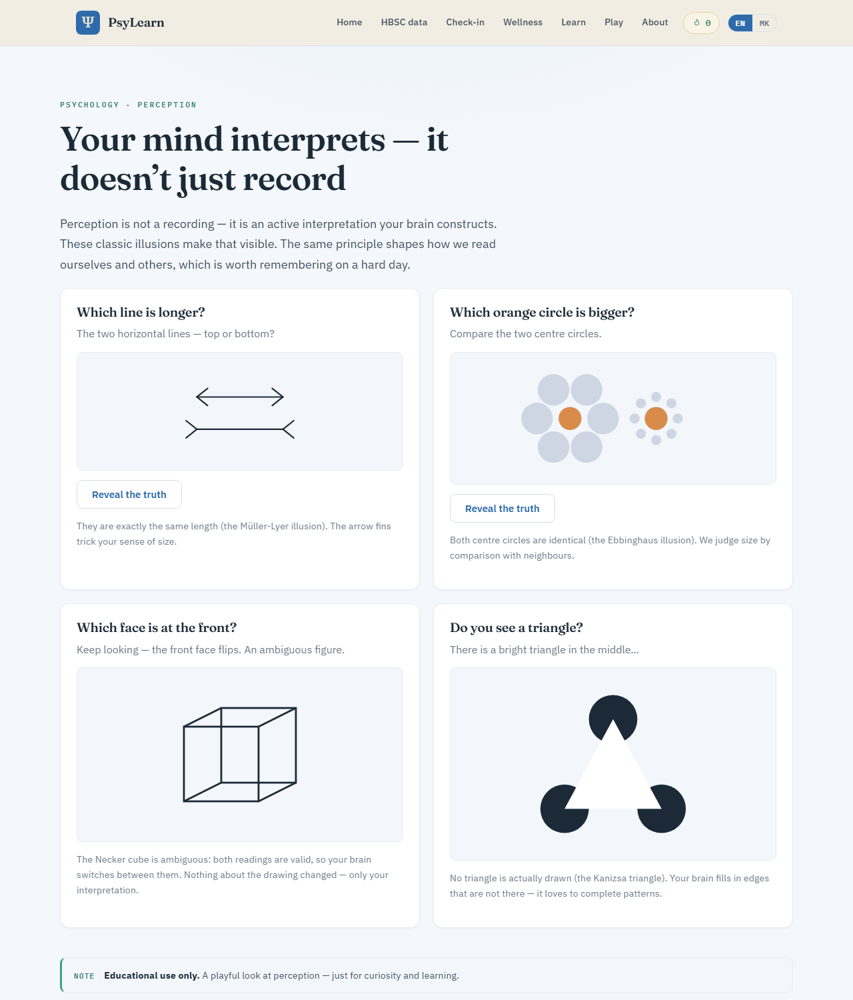 Ψ PsyLearn
Home HBSC data Check-in Wellness Learn Play About 0 EN MK
PSYCHOLOGY · PERCEPTION
Your mind interprets — it
doesn’t just record
Perception is not a recording — it is an active interpretation your brain constructs.
These classic illusions make that visible. The same principle shapes how we read
ourselves and others, which is worth remembering on a hard day.
Which line is longer?
The two horizontal lines — top or bottom?
Reveal the truth
They are exactly the same length (the Müller-Lyer illusion). The arrow fins
trick your sense of size.
Which orange circle is bigger?
Compare the two centre circles.
Reveal the truth
Both centre circles are identical (the Ebbinghaus illusion). We judge size by
comparison with neighbours.
Which face is at the front?
Keep looking — the front face flips. An ambiguous figure.
The Necker cube is ambiguous: both readings are valid, so your brain
switches between them. Nothing about the drawing changed — only your
interpretation.
Do you see a triangle?
There is a bright triangle in the middle…
No triangle is actually drawn (the Kanizsa triangle). Your brain fills in edges
that are not there — it loves to complete patterns.
NOTE Educational use only. A playful look at perception — just for curiosity and learning.